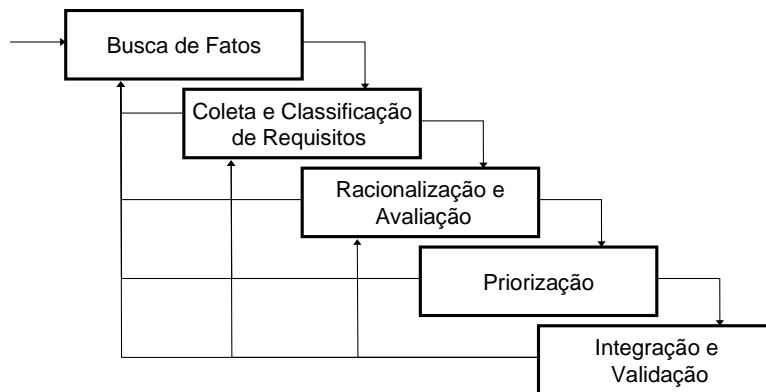 Busca de Fatos
Coleta e Classificação
de Requisitos
Racionalização e
Avaliação
Priorização
Integração e
Validação